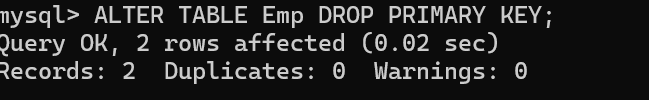 mysql> ALTER TABLE Emp DROP PRIMARY KEY;
Query OK, 2 rows affected (0.02 sec)
Records: 2  Duplicates: 0  Warnings: 0